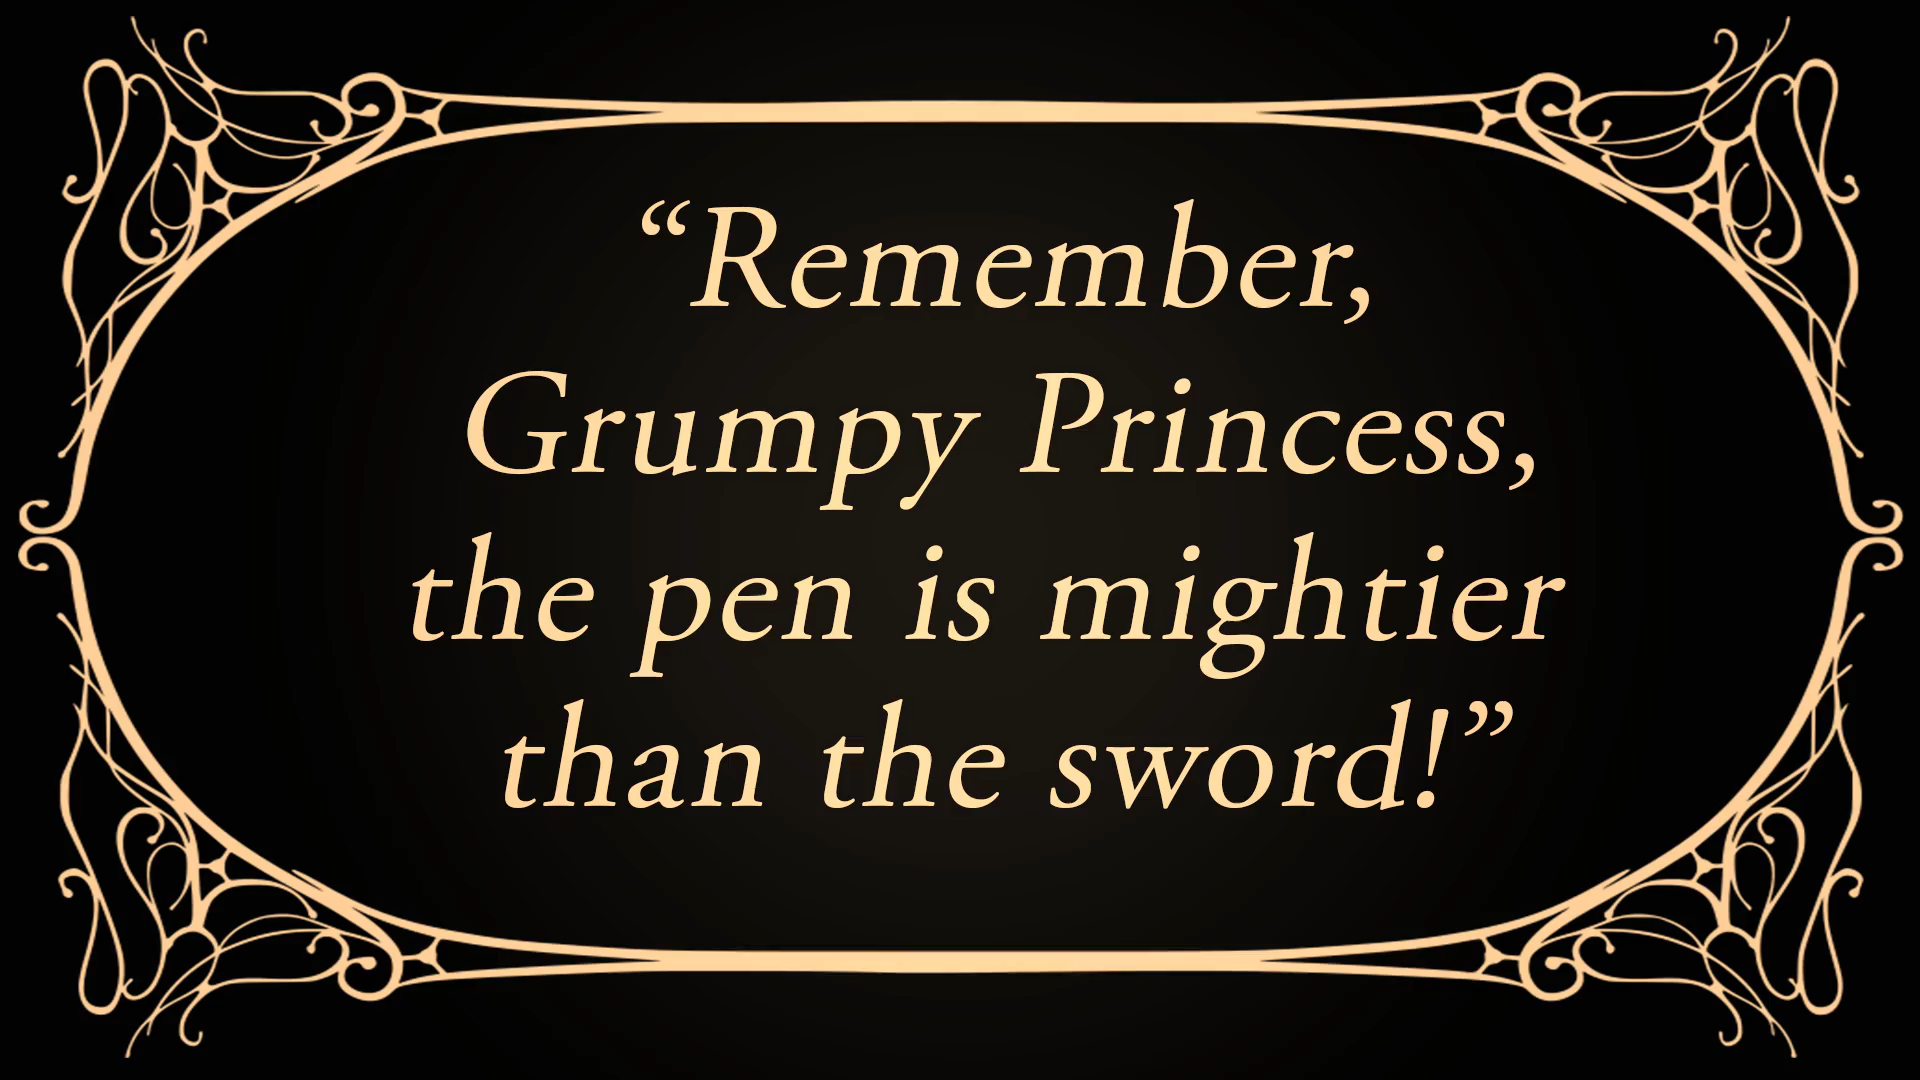 “Remember,
Grumpy Princess,
the pen is mightier
than the sword!”